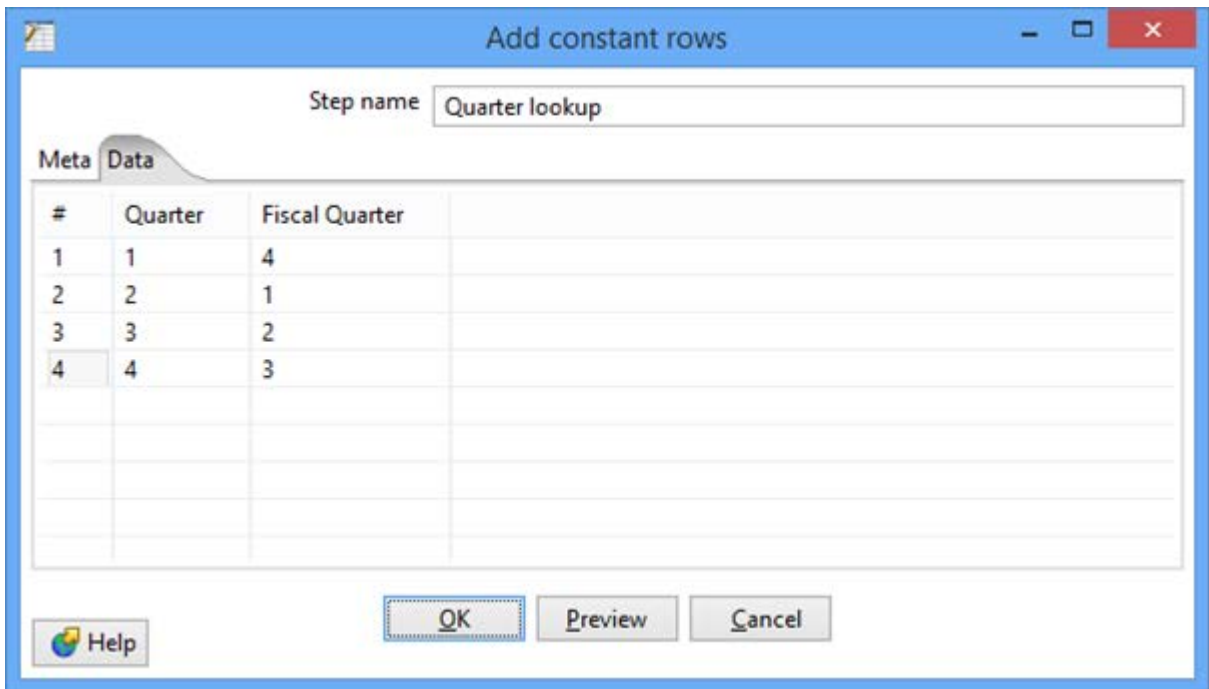 Add constant rows
Step name Quarter lookup
Meta Data
# Quarter Fiscal Quarter
1 1 4
2 2 1
3 3 2
4 4 3
OK Preview Cancel
Help